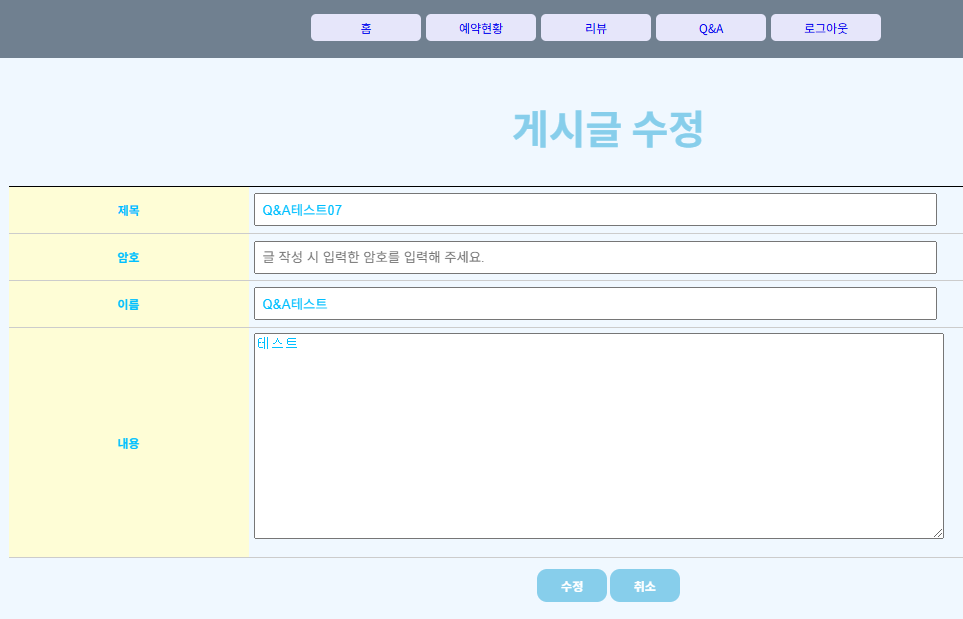 홈 예약현황 리뷰 Q&A 로그아웃
게시글 수정
제목 Q&A테스트07
암호 글 작성 시 입력한 암호를 입력해 주세요.
이름 Q&A테스트
내용 테스트
수정 취소